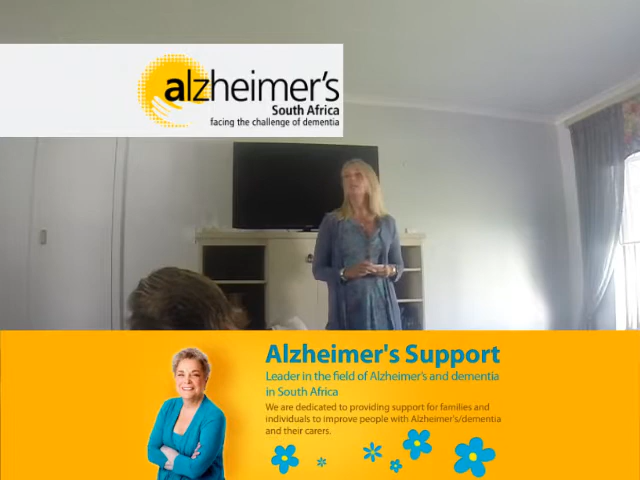 alzheimer's
South Africa
facing the challenge of dementia
Alzheimer's Support
Leader in the field of Alzheimer's and dementia
in South Africa
We are dedicated to providing support for families and
individuals to improve people with Alzheimer's/dementia
and their carers.